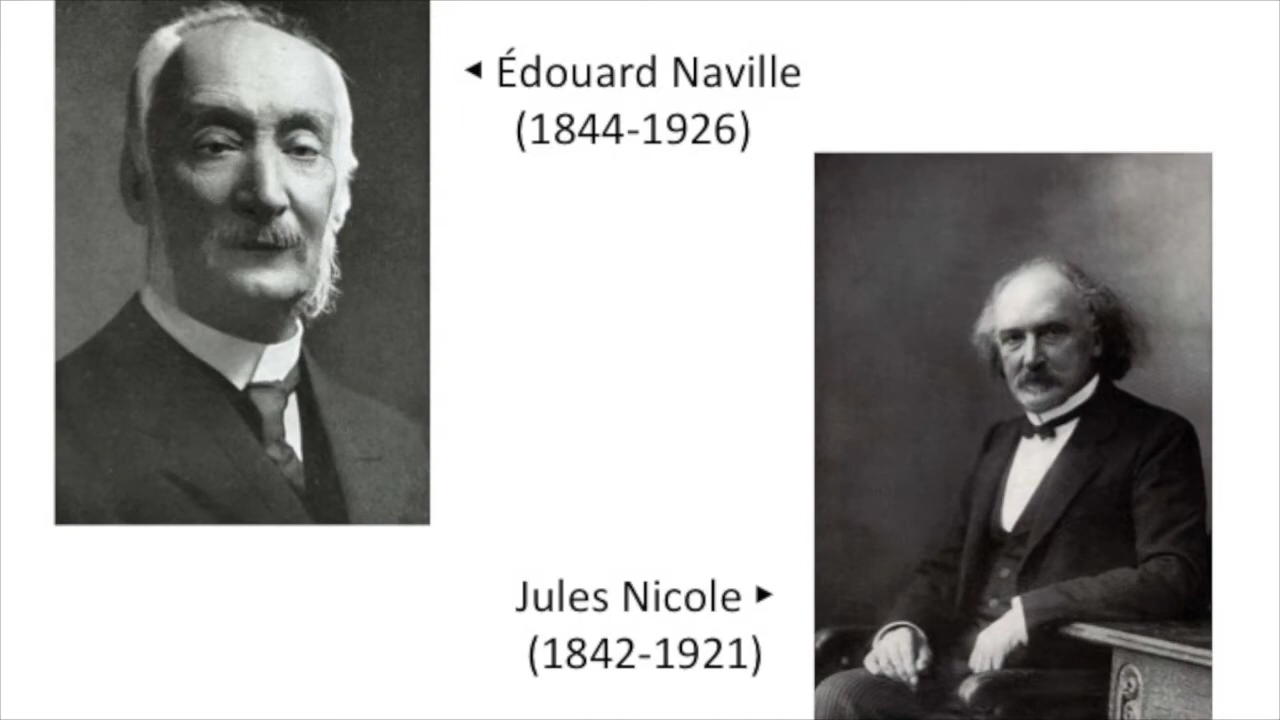 ◄ Édouard Naville
(1844-1926)
Jules Nicole ►
(1842-1921)